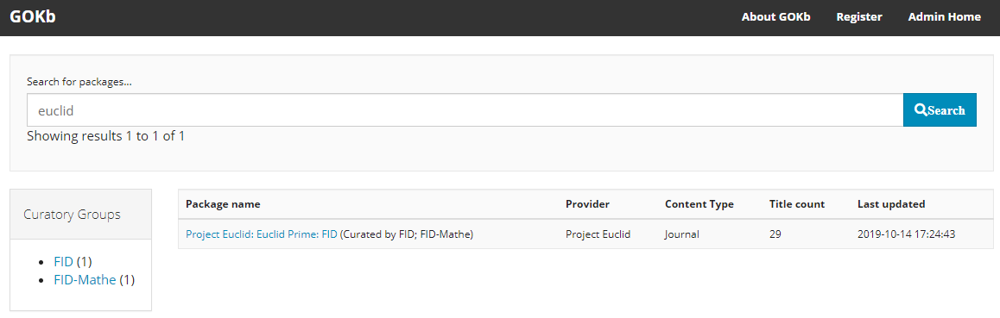 GOKb
About GOKb Register Admin Home
Search for packages...
euclid
Search
Showing results 1 to 1 of 1
Curatory Groups
FID (1)
FID-Mathe (1)
Package name Provider Content Type Title count Last updated
Project Euclid: Euclid Prime: FID (Curated by FID; FID-Mathe) Project Euclid Journal 29 2019-10-14 17:24:43